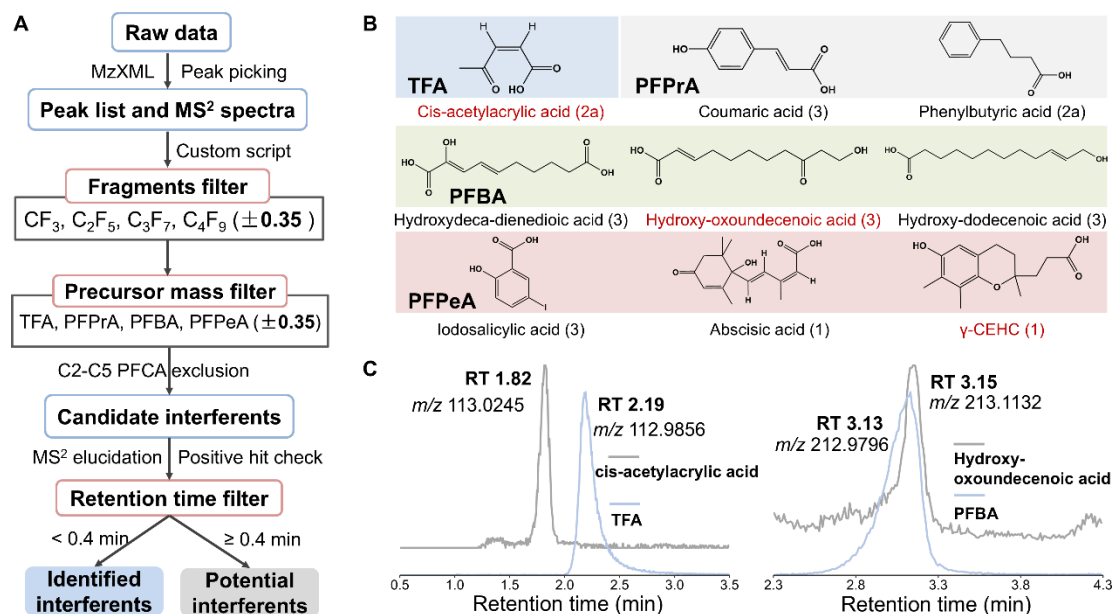 A
Raw data
MzXML
Peak picking
Peak list and MS² spectra
Custom script
Fragments filter
CF₃, C₂F₅, C₃F₇, C₄F₉ (±0.35 )
Precursor mass filter
TFA, PFPrA, PFBA, PFPeA (±0.35)
C2-C5 PFCA exclusion
Candidate interferents
MS² elucidation
Positive hit check
Retention time filter
< 0.4 min
≥ 0.4 min
Identified
interferents
Potential
interferents
B
H
H
O
HO
O
TFA
Cis-acetylacrylic acid (2a)
HO
O
OH
PFPrA
Coumaric acid (3)
O
OH
Phenylbutyric acid (2a)
OH
HO
O
O
OH
PFBA
Hydroxydeca-dienedioic acid (3)
O
HO
OH
O
Hydroxy-oxoundecenoic acid (3)
O
HO
OH
Hydroxy-dodecenoic acid (3)
O
OH
HO
I
PFPeA
Iodosalicylic acid (3)
O
OH
H
H
O
OH
H
Abscisic acid (1)
HO
O
OH
O
γ-CEHC (1)
C
RT 1.82
m/z 113.0245
RT 2.19
m/z 112.9856
cis-acetylacrylic acid
TFA
0.5
1.0
1.5
2.0
2.5
3.0
3.5
Retention time (min)
RT 3.15
m/z 213.1132
RT 3.13
m/z 212.9796
Hydroxy-
oxoundecenoic acid
PFBA
2.3
2.8
3.3
3.8
4.3
Retention time (min)